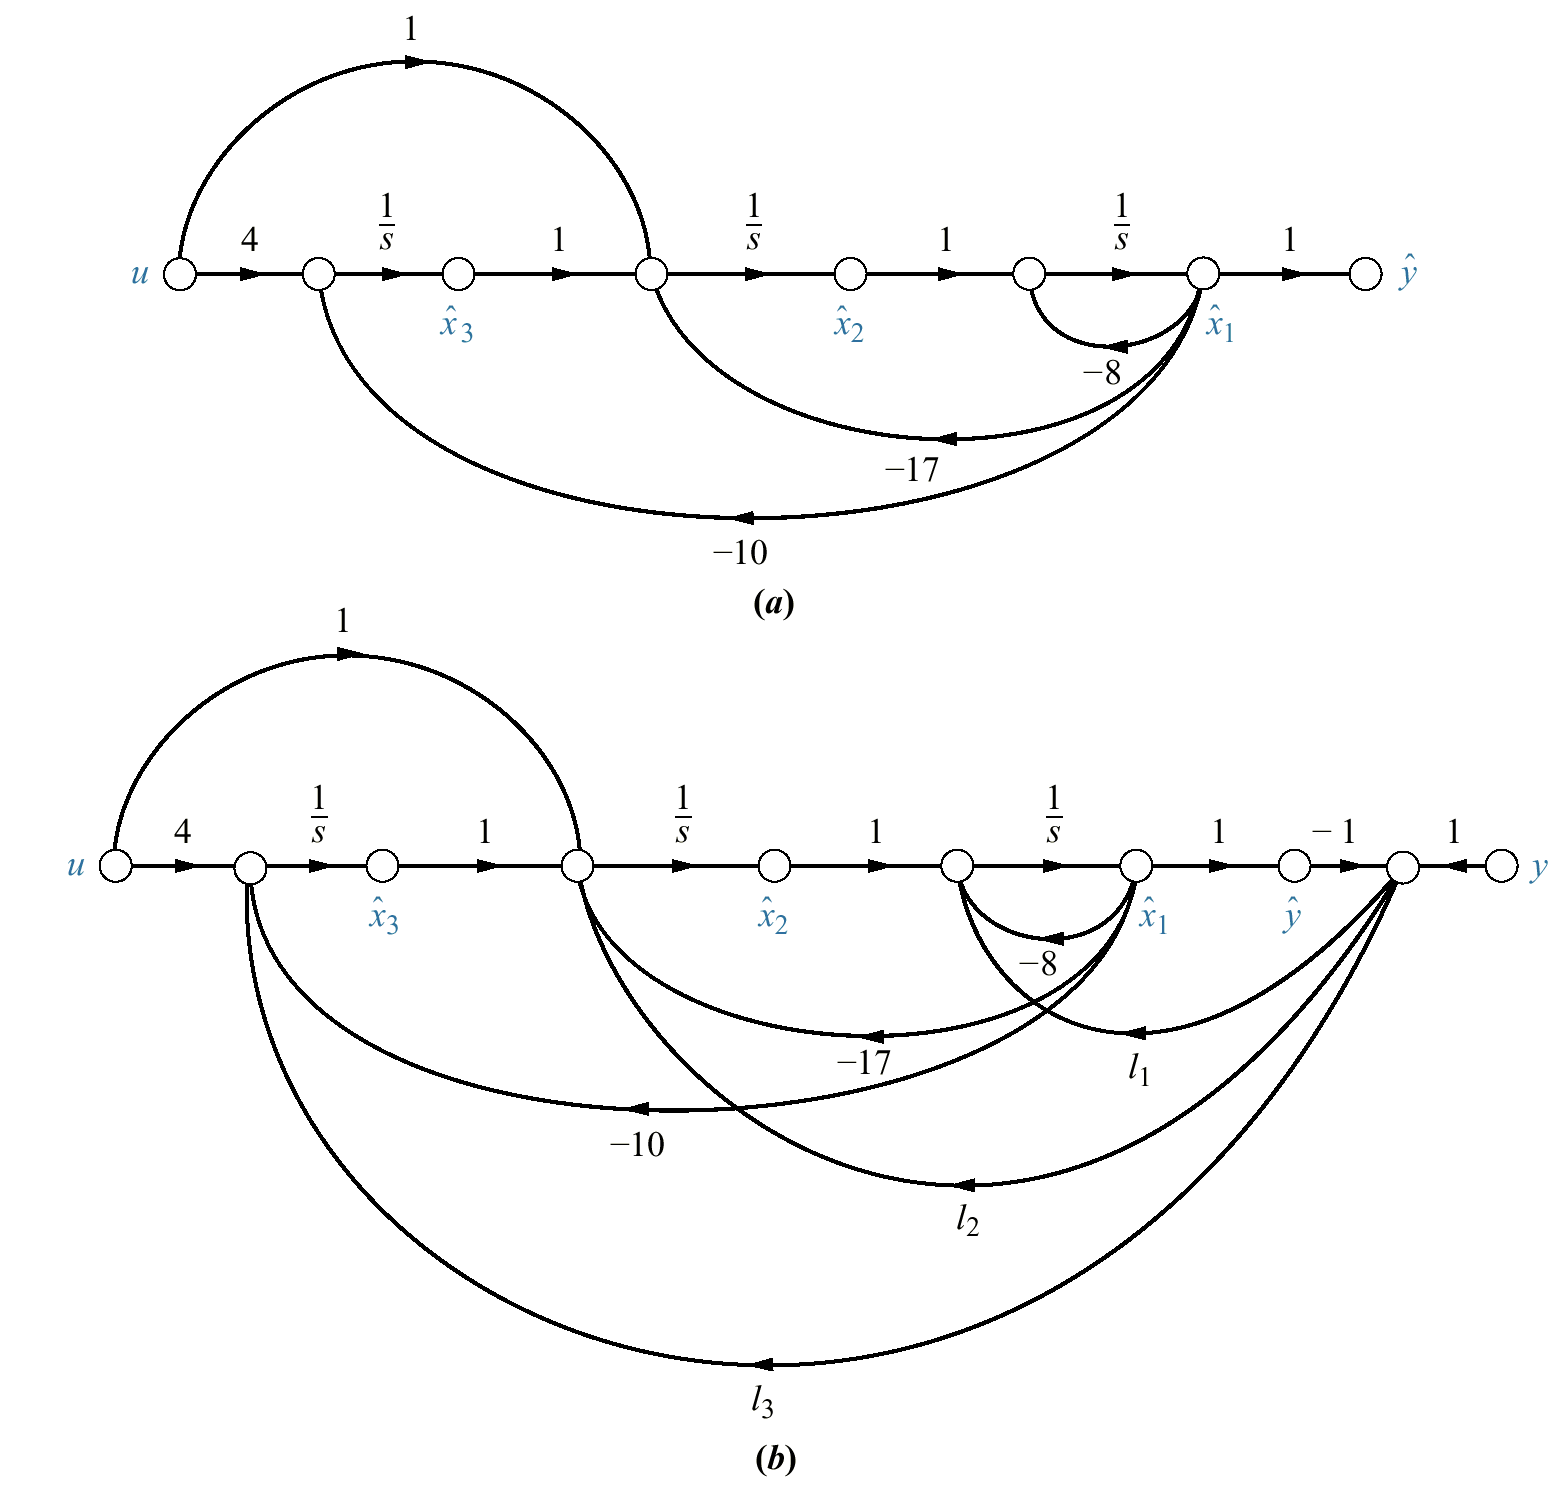 1
4 1/s 1 1/s 1 1/s 1
u x̂3 x̂2 x̂1 ŷ
−8
−17
−10
(a)
1
4 1/s 1 1/s 1 1/s 1 −1 1
u x̂3 x̂2 x̂1 ŷ y
−8
−17
l1
−10
l2
l3
(b)